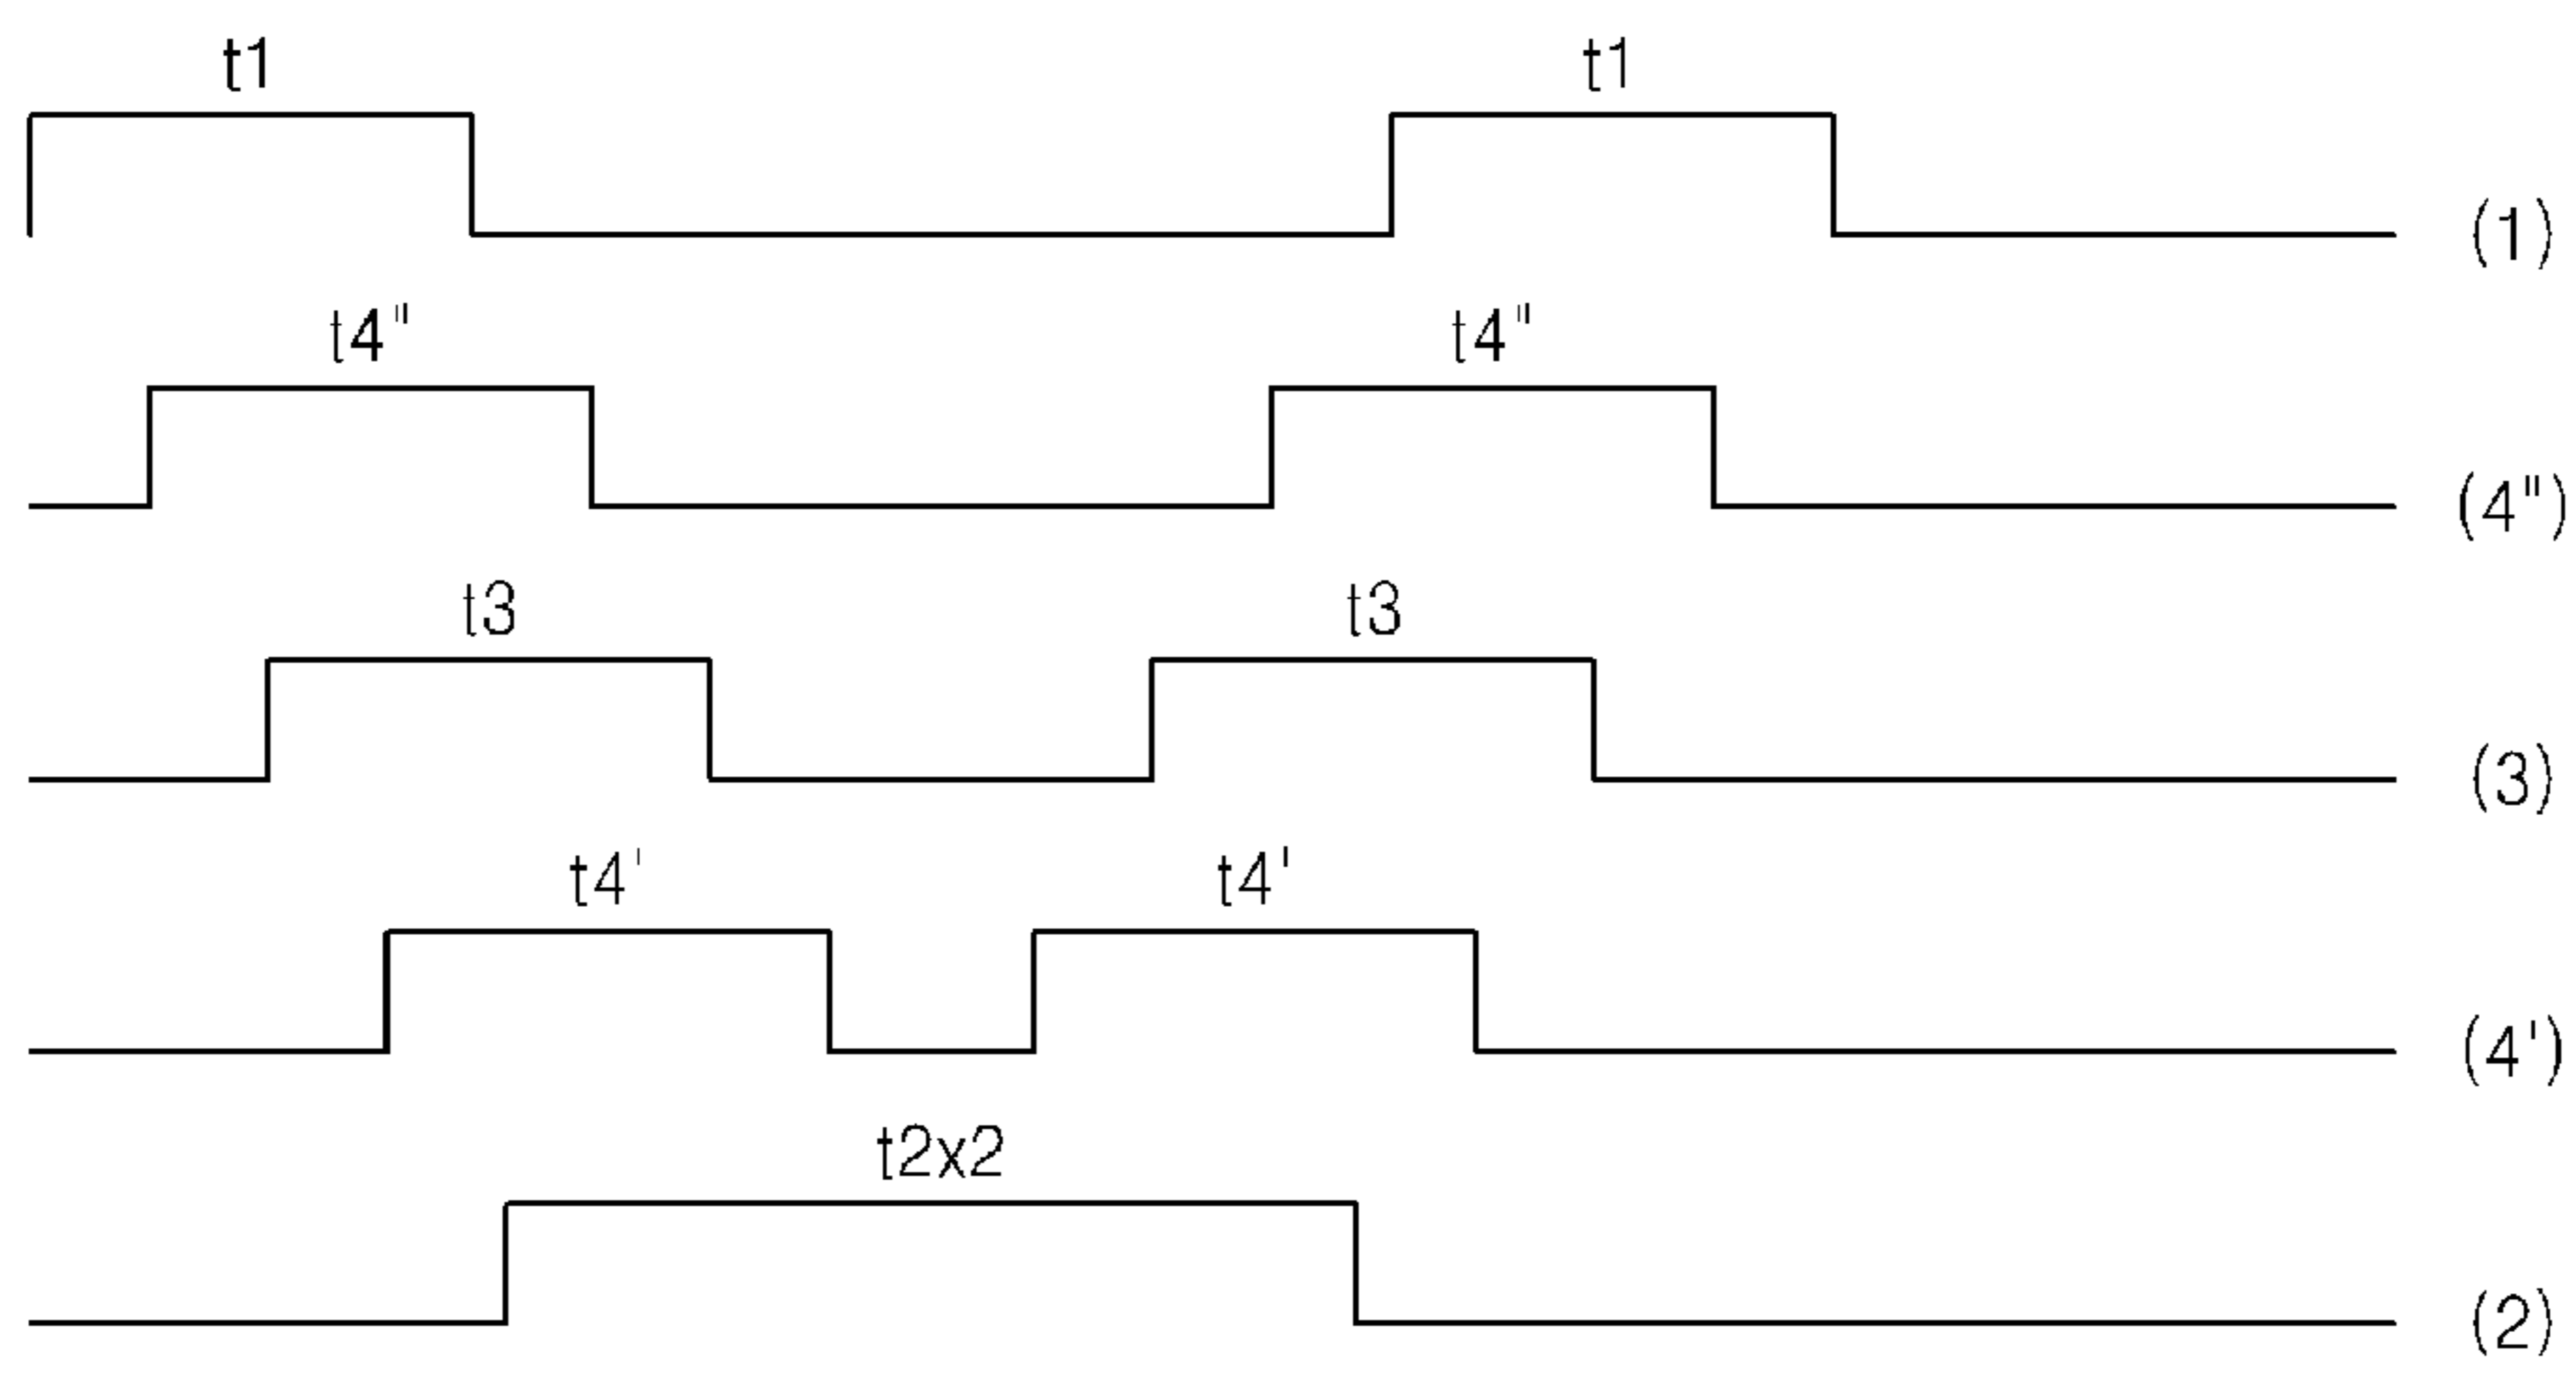 t1 t1
(1)
t4" t4"
(4")
t3 t3
(3)
t4' t4'
(4')
t2x2
(2)